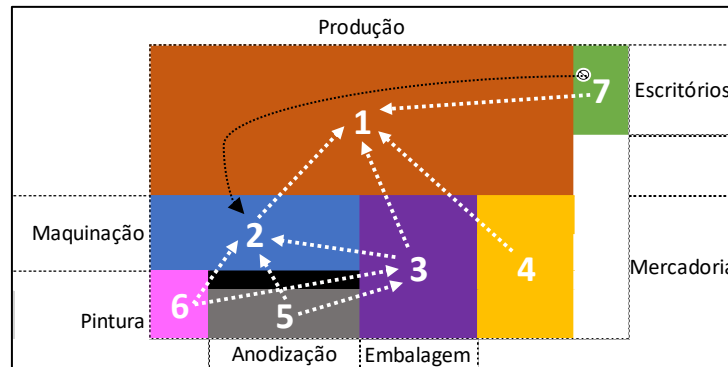 Produção
7
Escritórios
1
Maquinação
2
3
4
Mercadoria
6
5
Pintura
Anodização
Embalagem